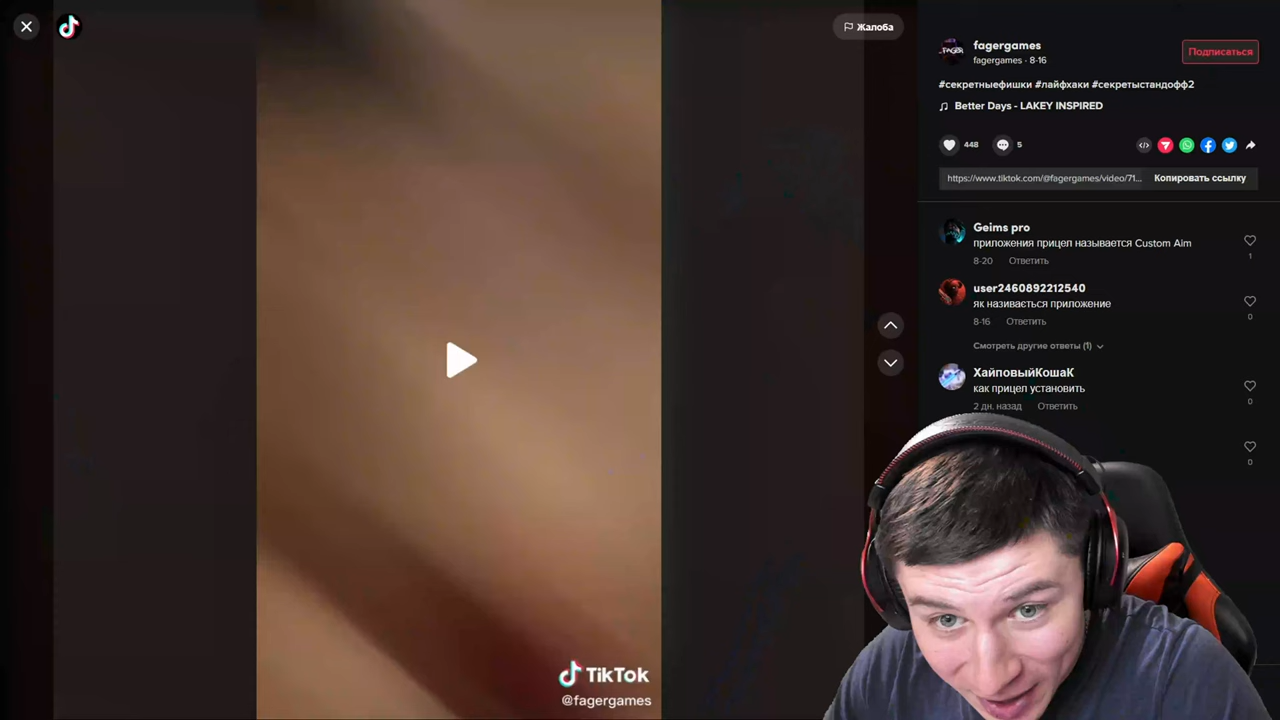 Жалоба
fagergames
fagergames · 8-16
Подписаться
#секретныефишки #лайфхаки #секретыстандофф2
Better Days - LAKEY INSPIRED
448
5
https://www.tiktok.com/@fagergames/video/71...
Копировать ссылку
Geims pro
приложения прицел называется Custom Aim
8-20 Ответить
1
user2460892212540
як називається приложение
8-16 Ответить
0
Смотреть другие ответы (1)
ХайповыйКошаК
как прицел установить
2 дн. назад Ответить
0
0
TikTok
@fagergames